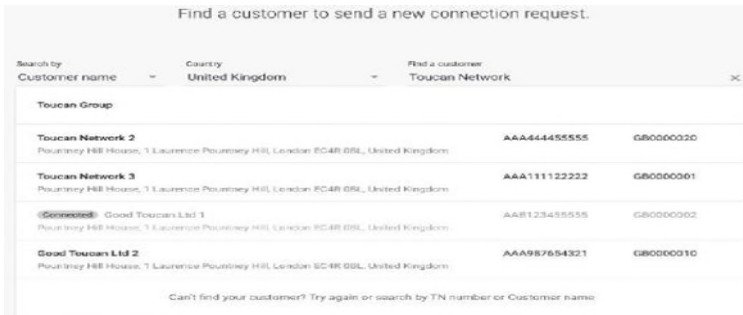 Find a customer to send a new connection request.
Search by Country Find a customer
Customer name United Kingdom Toucan Network
Toucan Group
Toucan Network 2 AAA444455555 GB0000020
Pountney Hill House, 1 Laurence Pountney Hill, London EC4R 0BL, United Kingdom
Toucan Network 3 AAA111122222 GB0000001
Pountney Hill House, 1 Laurence Pountney Hill, London EC4R 0BL, United Kingdom
Connected Good Toucan Ltd 1 AAB123455555 GB0000002
Pountney Hill House, 1 Laurence Pountney Hill, London EC4R 0BL, United Kingdom
Good Toucan Ltd 2 AAA987654321 GB0000010
Pountney Hill House, 1 Laurence Pountney Hill, London EC4R 0BL, United Kingdom
Can't find your customer? Try again or search by TN number or Customer name